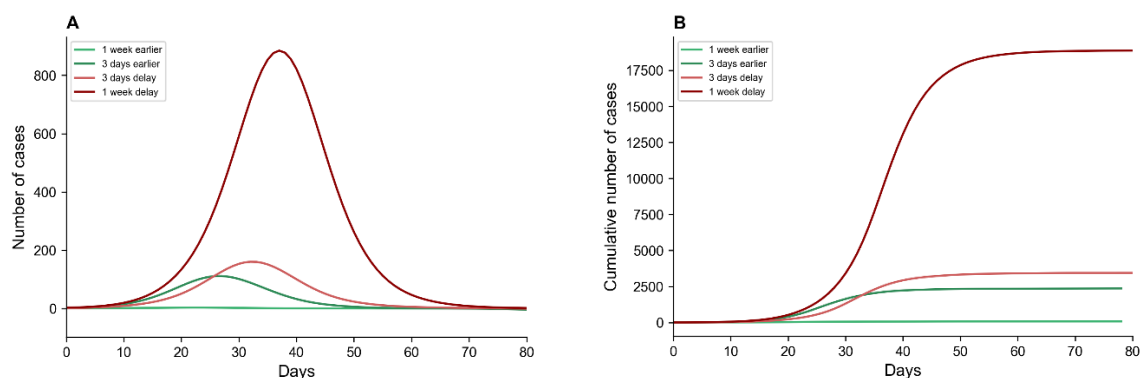 A
1 week earlier
3 days earlier
3 days delay
1 week delay
Number of cases
800
600
400
200
0
0 10 20 30 40 50 60 70 80
Days
B
1 week earlier
3 days earlier
3 days delay
1 week delay
Cumulative number of cases
17500
15000
12500
10000
7500
5000
2500
0
0 10 20 30 40 50 60 70 80
Days